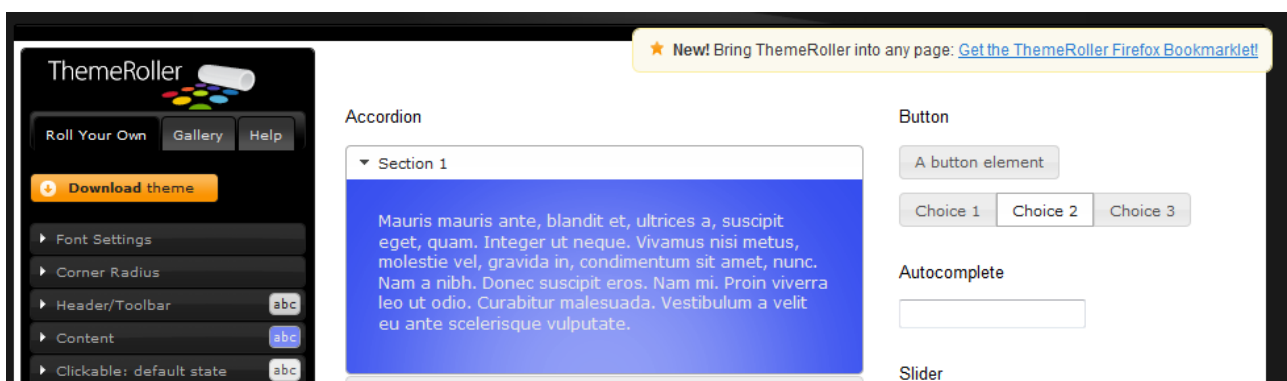 New! Bring ThemeRoller into any page: Get the ThemeRoller Firefox Bookmarklet!
ThemeRoller
Roll Your Own
Gallery
Help
Download theme
Font Settings
Corner Radius
Header/Toolbar abc
Content abc
Clickable: default state abc
Accordion
Section 1
Mauris mauris ante, blandit et, ultrices a, suscipit
eget, quam. Integer ut neque. Vivamus nisi metus,
molestie vel, gravida in, condimentum sit amet, nunc.
Nam a nibh. Donec suscipit eros. Nam mi. Proin viverra
leo ut odio. Curabitur malesuada. Vestibulum a velit
eu ante scelerisque vulputate.
Button
A button element
Choice 1 Choice 2 Choice 3
Autocomplete
Slider